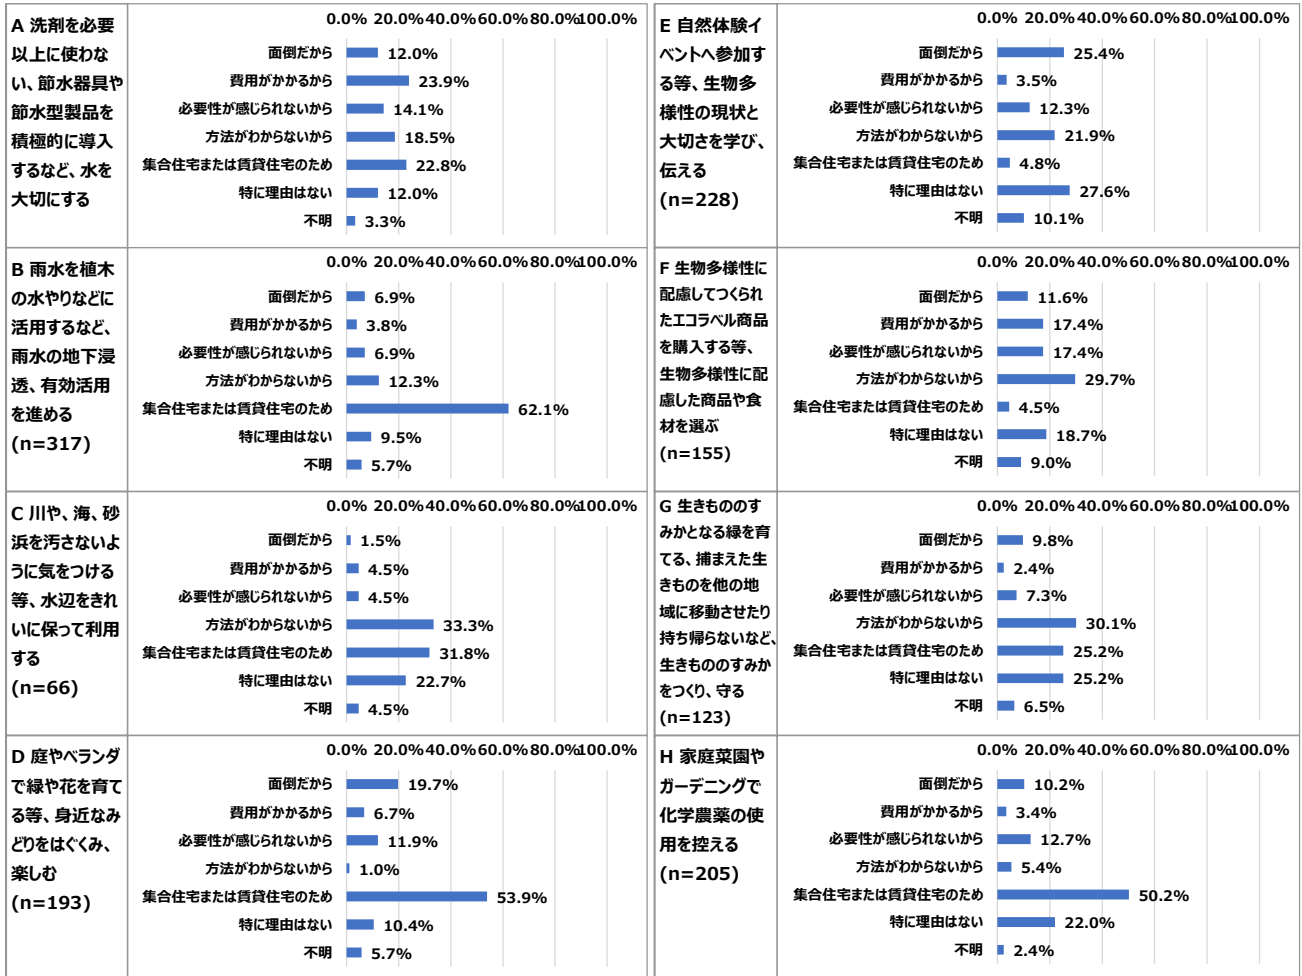 A 洗剤を必要
以上に使わな
い、節水器具や
節水型製品を
積極的に導入
するなど、水を
大切にする
0.0% 20.0% 40.0% 60.0% 80.0% 100.0%
面倒だから 12.0%
費用がかかるから 23.9%
必要性が感じられないから 14.1%
方法がわからないから 18.5%
集合住宅または賃貸住宅のため 22.8%
特に理由はない 12.0%
不明 3.3%
B 雨水を植木
の水やりなどに
活用するなど、
雨水の地下浸
透、有効活用
を進める
(n=317)
0.0% 20.0% 40.0% 60.0% 80.0% 100.0%
面倒だから 6.9%
費用がかかるから 3.8%
必要性が感じられないから 6.9%
方法がわからないから 12.3%
集合住宅または賃貸住宅のため 62.1%
特に理由はない 9.5%
不明 5.7%
C 川や、海、砂
浜を汚さないよ
うに気をつける
等、水辺をきれ
いに保って利用
する
(n=66)
0.0% 20.0% 40.0% 60.0% 80.0% 100.0%
面倒だから 1.5%
費用がかかるから 4.5%
必要性が感じられないから 4.5%
方法がわからないから 33.3%
集合住宅または賃貸住宅のため 31.8%
特に理由はない 22.7%
不明 4.5%
D 庭やベランダ
で緑や花を育て
る等、身近なみ
どりをはぐくみ、
楽しむ
(n=193)
0.0% 20.0% 40.0% 60.0% 80.0% 100.0%
面倒だから 19.7%
費用がかかるから 6.7%
必要性が感じられないから 11.9%
方法がわからないから 1.0%
集合住宅または賃貸住宅のため 53.9%
特に理由はない 10.4%
不明 5.7%
E 自然体験イ
ベントへ参加す
る等、生物多
様性の現状と
大切さを学び、
伝える
(n=228)
0.0% 20.0% 40.0% 60.0% 80.0% 100.0%
面倒だから 25.4%
費用がかかるから 3.5%
必要性が感じられないから 12.3%
方法がわからないから 21.9%
集合住宅または賃貸住宅のため 4.8%
特に理由はない 27.6%
不明 10.1%
F 生物多様性に
配慮してつくられ
たエコラベル商品
を購入する等、
生物多様性に配
慮した商品や食
材を選ぶ
(n=155)
0.0% 20.0% 40.0% 60.0% 80.0% 100.0%
面倒だから 11.6%
費用がかかるから 17.4%
必要性が感じられないから 17.4%
方法がわからないから 29.7%
集合住宅または賃貸住宅のため 4.5%
特に理由はない 18.7%
不明 9.0%
G 生きもののす
みかとなる緑を育
てる、捕まえた生
きものを他の地
域に移動させたり
持ち帰らないなど、
生きもののすみか
をつくり、守る
(n=123)
0.0% 20.0% 40.0% 60.0% 80.0% 100.0%
面倒だから 9.8%
費用がかかるから 2.4%
必要性が感じられないから 7.3%
方法がわからないから 30.1%
集合住宅または賃貸住宅のため 25.2%
特に理由はない 25.2%
不明 6.5%
H 家庭菜園や
ガーデニングで
化学農薬の使
用を控える
(n=205)
0.0% 20.0% 40.0% 60.0% 80.0% 100.0%
面倒だから 10.2%
費用がかかるから 3.4%
必要性が感じられないから 12.7%
方法がわからないから 5.4%
集合住宅または賃貸住宅のため 50.2%
特に理由はない 22.0%
不明 2.4%